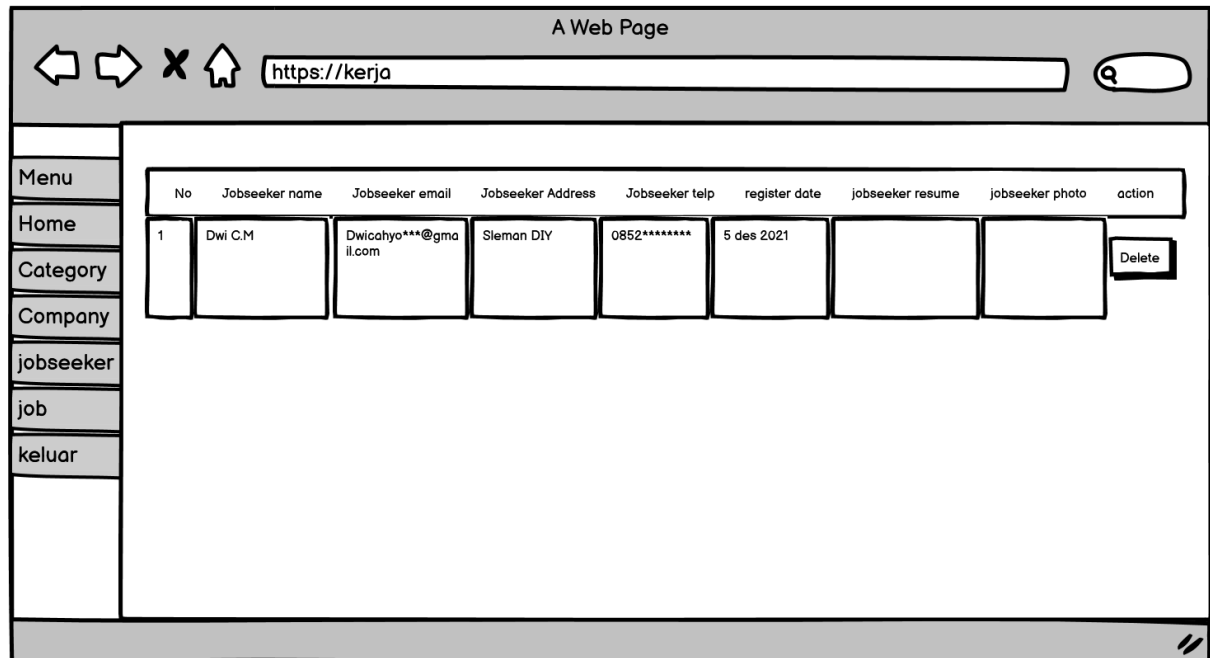 A Web Page
https://kerja
Menu
Home
Category
Company
jobseeker
job
keluar
No Jobseeker name Jobseeker email Jobseeker Address Jobseeker telp register date jobseeker resume jobseeker photo action
1 Dwi C.M Dwicahyo***@gma Sleman DIY 0852******** 5 des 2021
il.com
Delete